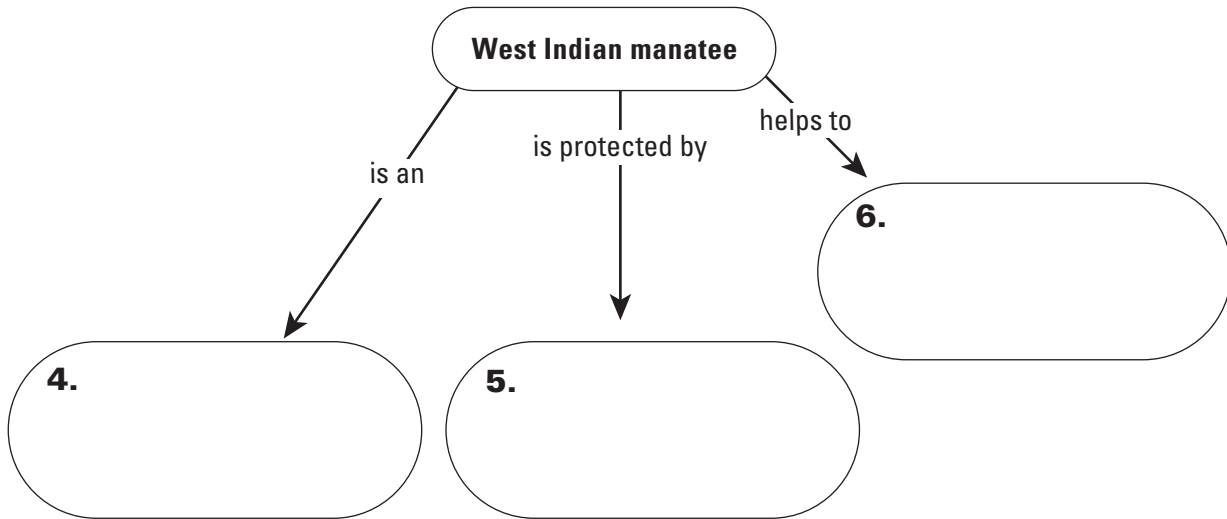 West Indian manatee
helps to
is protected by
is an
6.
4.
5.